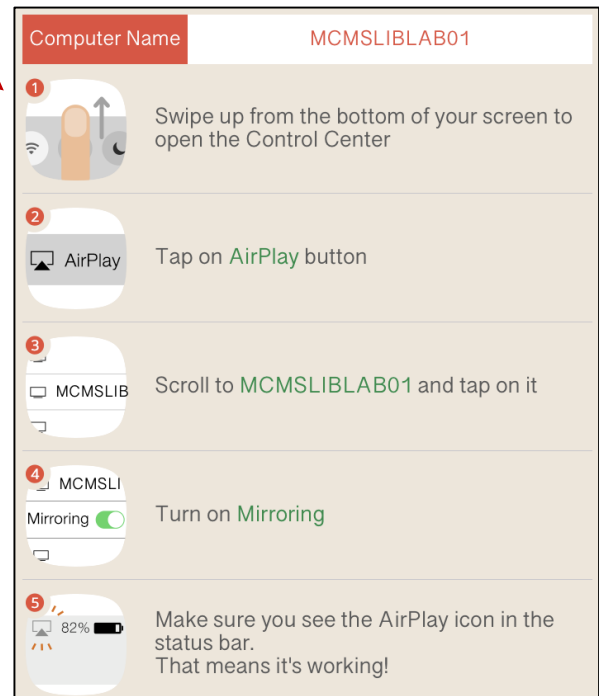 Computer Name
MCMSLIBLAB01
1
Swipe up from the bottom of your screen to
open the Control Center
2
AirPlay
Tap on AirPlay button
3
MCMSLIB
Scroll to MCMSLIBLAB01 and tap on it
4
MCMSLI
Mirroring
Turn on Mirroring
5
82%
Make sure you see the AirPlay icon in the
status bar.
That means it's working!